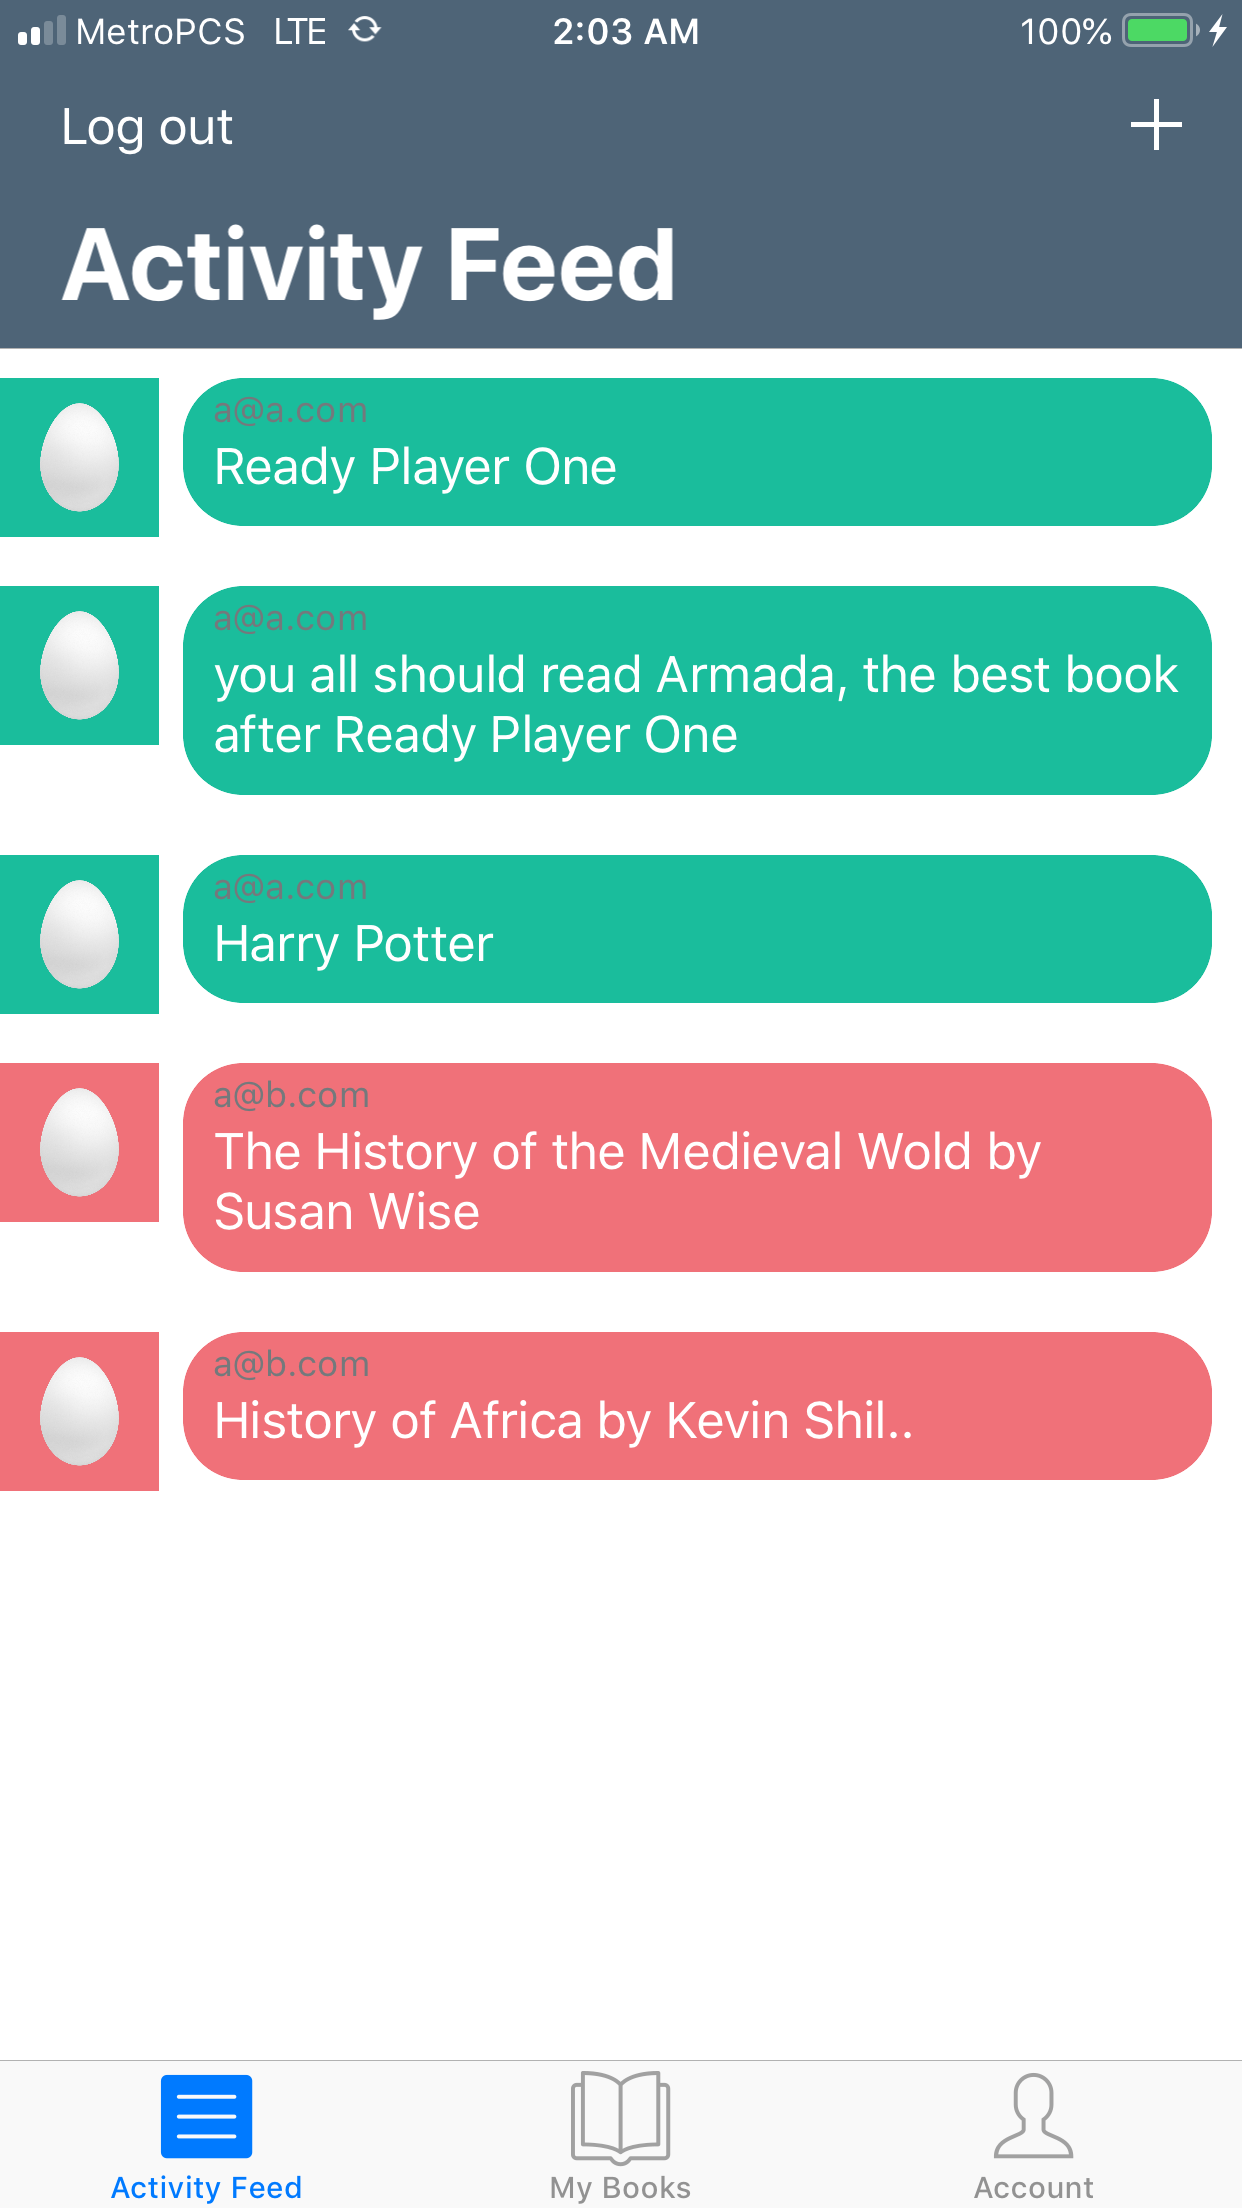 MetroPCS LTE 2:03 AM 100%
Log out
Activity Feed
a@a.com
Ready Player One
a@a.com
you all should read Armada, the best book
after Ready Player One
a@a.com
Harry Potter
a@b.com
The History of the Medieval Wold by
Susan Wise
a@b.com
History of Africa by Kevin Shil..
Activity Feed My Books Account